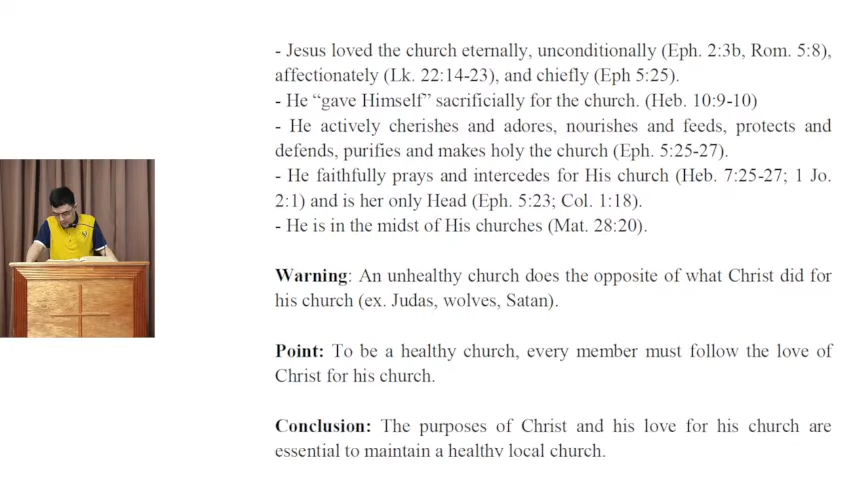 - Jesus loved the church eternally, unconditionally (Eph. 2:3b, Rom. 5:8),
affectionately (Lk. 22:14-23), and chiefly (Eph 5:25).
- He “gave Himself” sacrificially for the church. (Heb. 10:9-10)
- He actively cherishes and adores, nourishes and feeds, protects and
defends, purifies and makes holy the church (Eph. 5:25-27).
- He faithfully prays and intercedes for His church (Heb. 7:25-27; 1 Jo.
2:1) and is her only Head (Eph. 5:23; Col. 1:18).
- He is in the midst of His churches (Mat. 28:20).
Warning: An unhealthy church does the opposite of what Christ did for
his church (ex. Judas, wolves, Satan).
Point: To be a healthy church, every member must follow the love of
Christ for his church.
Conclusion: The purposes of Christ and his love for his church are
essential to maintain a healthy local church.